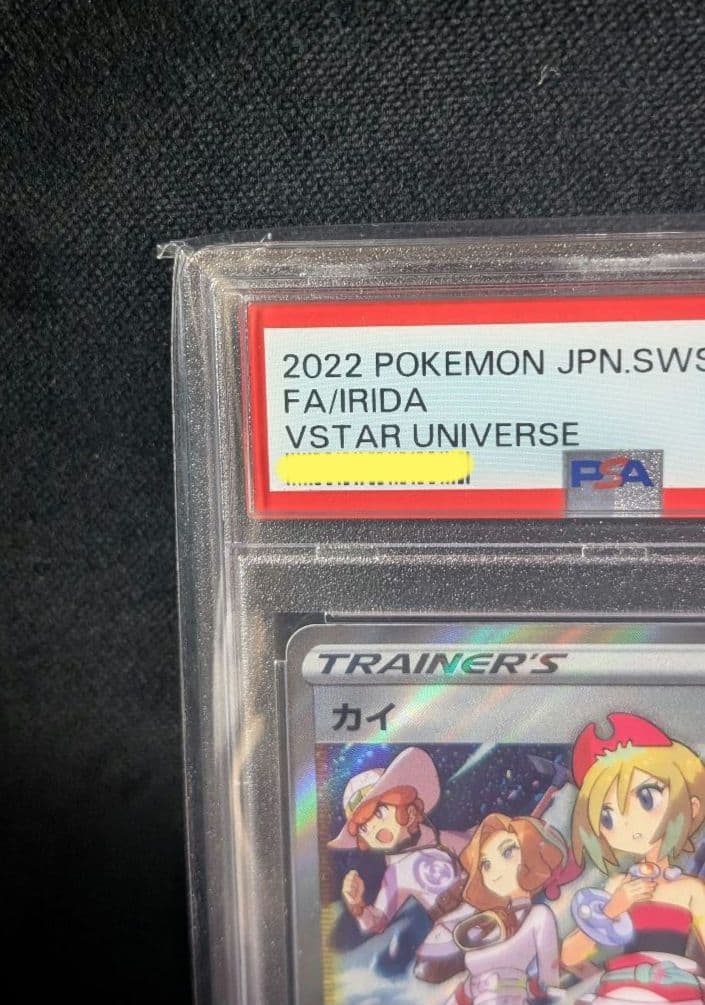 2022 POKEMON JPN.SWS
FA/IRIDA
VSTAR UNIVERSE
PSA
TRAINER'S
カイ